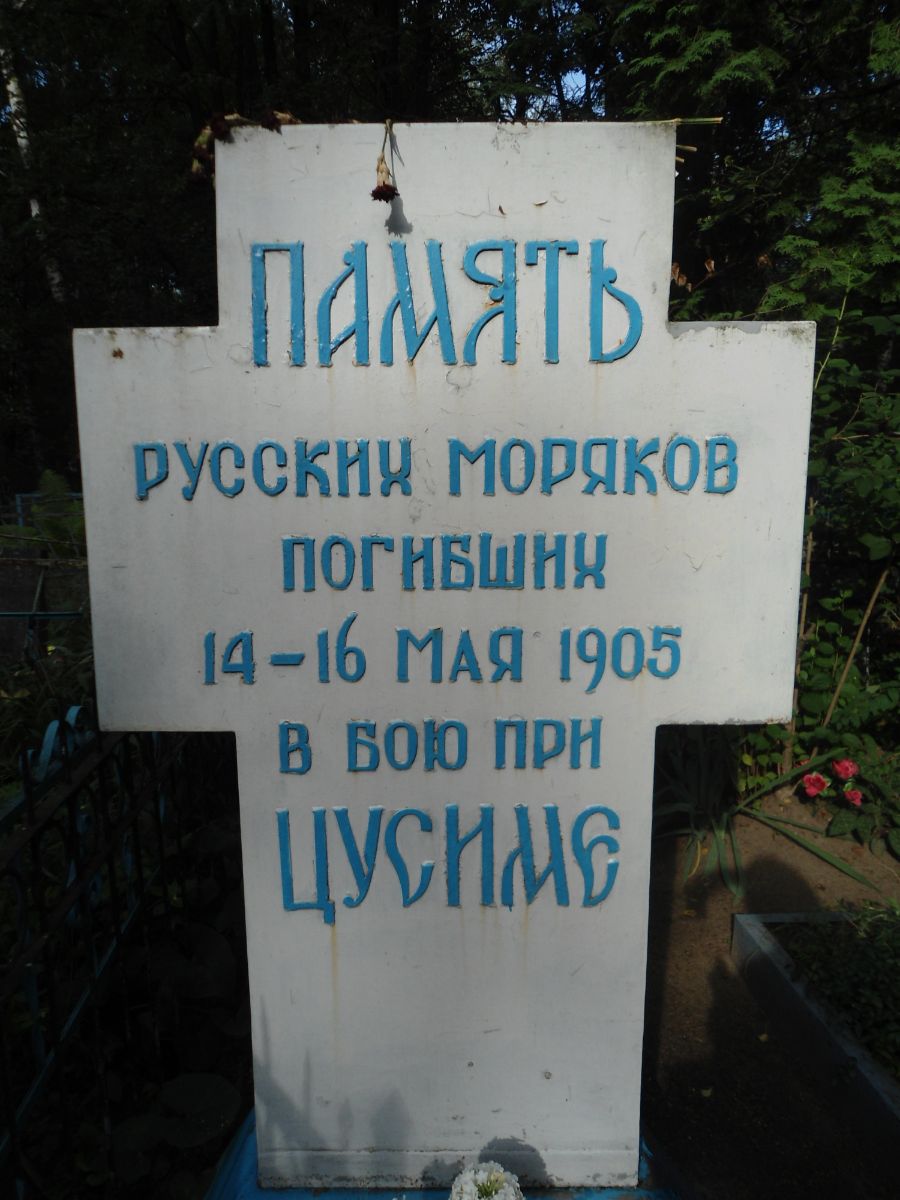 ПАМЯТЬ
РУССКИХ МОРЯКОВ
ПОГИБШИХ
14-16 МАЯ 1905
В БОЮ ПРИ
ЦУСИМЕ